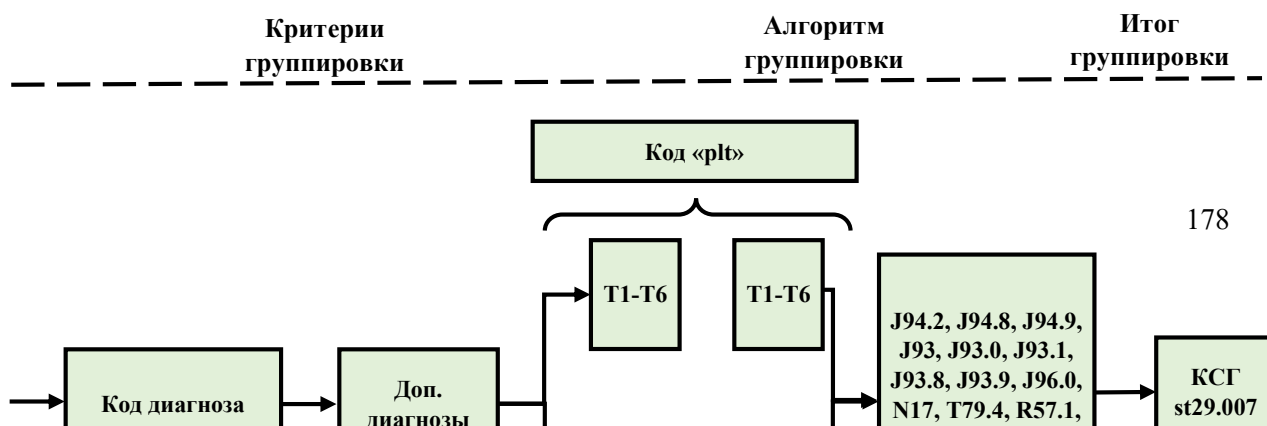 Критерии
группировки
Алгоритм
группировки
Итог
группировки
Код «plt»
178
T1-T6
T1-T6
J94.2, J94.8, J94.9,
J93, J93.0, J93.1,
J93.8, J93.9, J96.0,
N17, T79.4, R57.1,
Код диагноза
Доп.
диагнозы
КСГ
st29.007